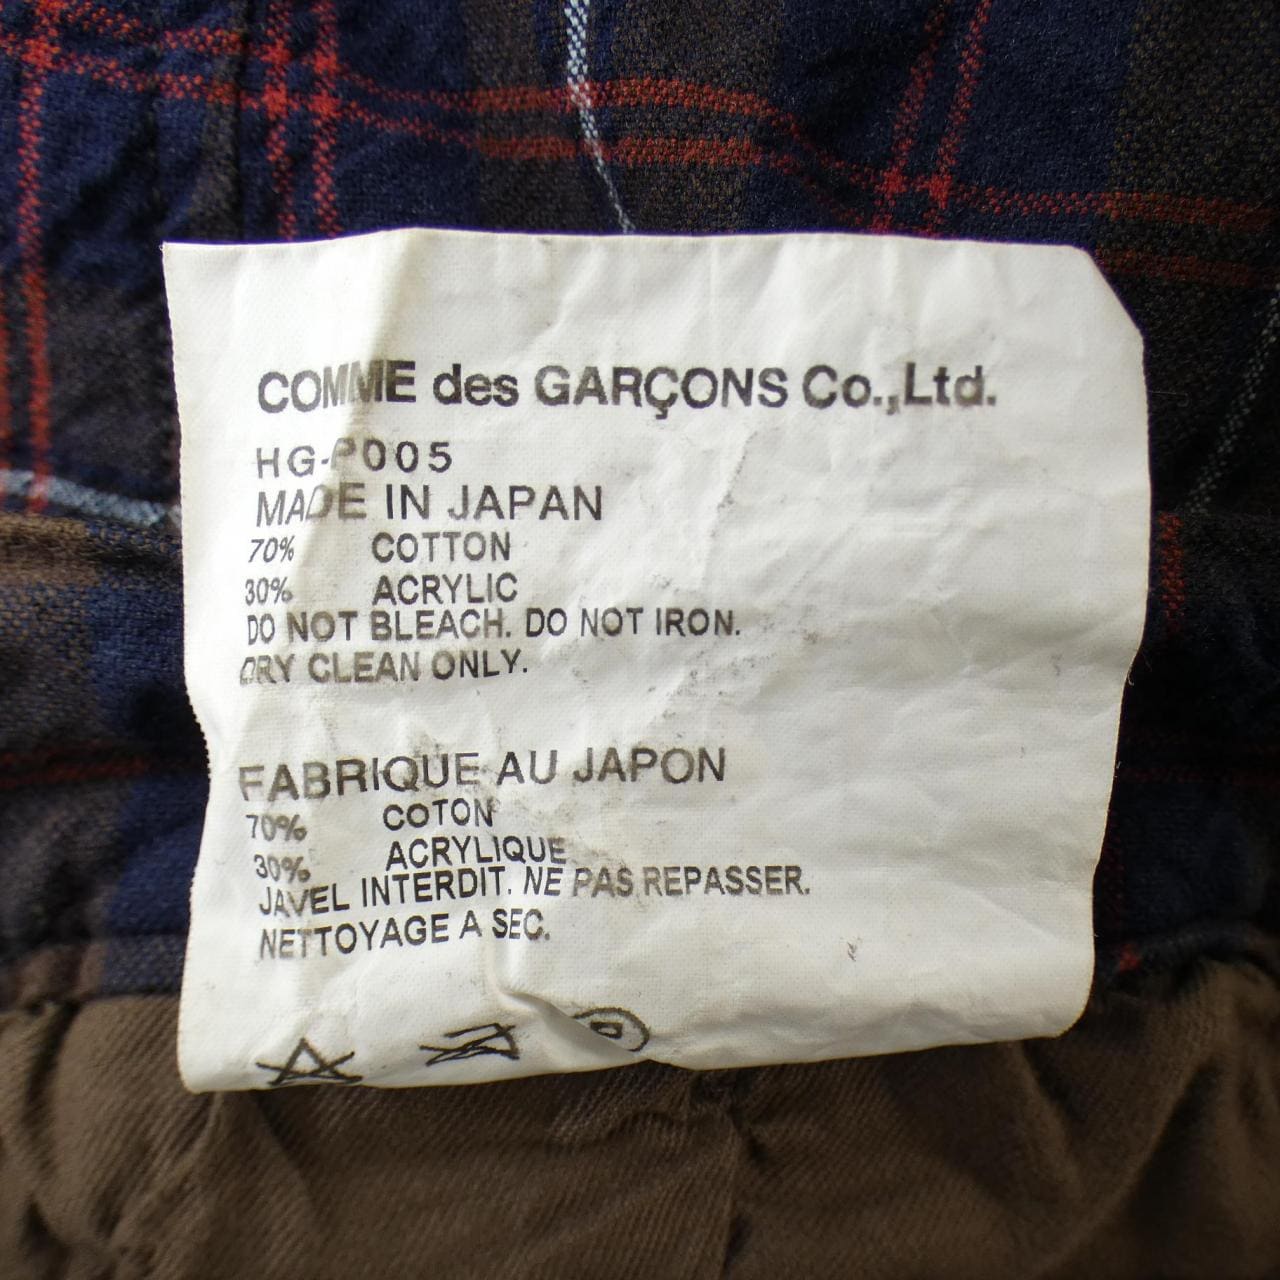 COMME des GARÇONS Co.,Ltd.
HG-P005
MADE IN JAPAN
70% COTTON
30% ACRYLIC
DO NOT BLEACH. DO NOT IRON.
DRY CLEAN ONLY.
FABRIQUE AU JAPON
70% COTON
30% ACRYLIQUE
JAVEL INTERDIT. NE PAS REPASSER.
NETTOYAGE A SEC.
P